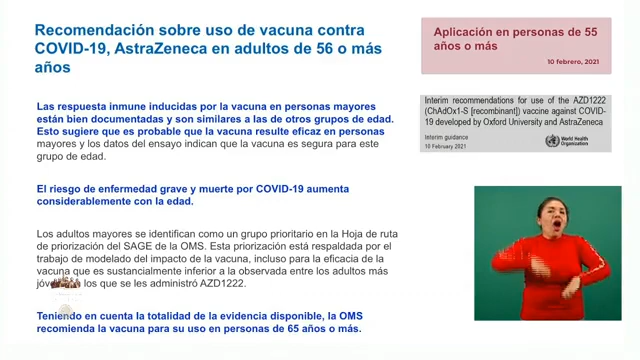 Recomendación sobre uso de vacuna contra
COVID-19, AstraZeneca en adultos de 56 o más
años
Aplicación en personas de 55
años o más
10 febrero, 2021
Interim recommendations for use of the AZD1222
(ChAdOx1-S [recombinant]) vaccine against COVID-
19 developed by Oxford University and AstraZeneca
Interim guidance
10 February 2021
World Health
Organization
Las respuesta inmune inducidas por la vacuna en personas mayores
están bien documentadas y son similares a las de otros grupos de edad.
Esto sugiere que es probable que la vacuna resulte eficaz en personas
mayores y los datos del ensayo indican que la vacuna es segura para este
grupo de edad.
El riesgo de enfermedad grave y muerte por COVID-19 aumenta
considerablemente con la edad.
Los adultos mayores se identifican como un grupo prioritario en la Hoja de ruta
de priorización del SAGE de la OMS. Esta priorización está respaldada por el
trabajo de modelado del impacto de la vacuna, incluso para la eficacia de la
vacuna que es sustancialmente inferior a la observada entre los adultos más
los que se les administró AZD1222.
Teniendo en cuenta la totalidad de la evidencia disponible, la OMS
recomienda la vacuna para su uso en personas de 65 años o más.